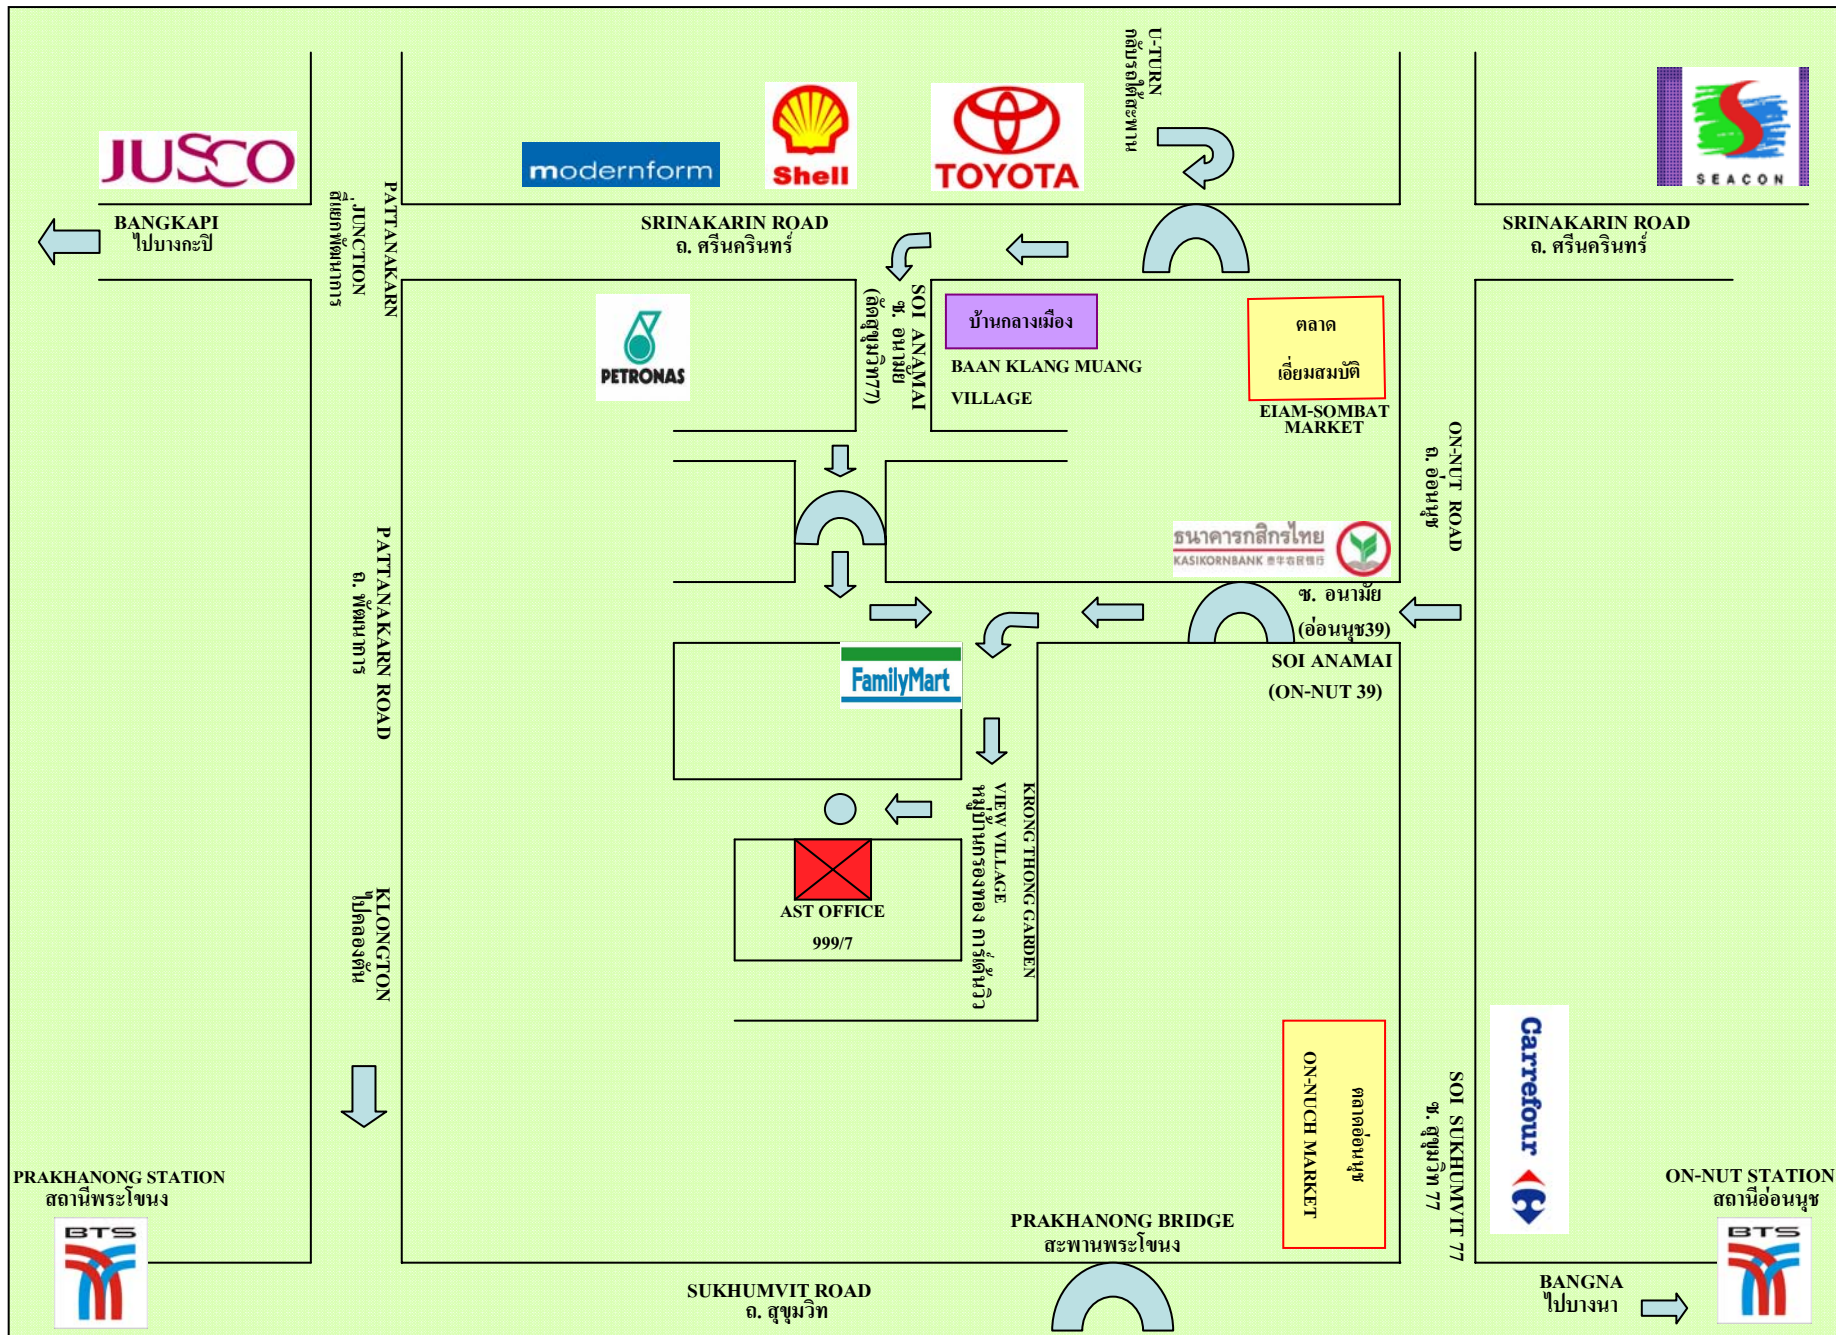 U-TURN
กลับรถใต้สะพาน
JUSCO
modernform
Shell
TOYOTA
SEACON
BANGKAPI
ไปบางกะปิ
PATTANAKARN
JUNCTION
สี่แยกพัฒนาการ
SRINAKARIN ROAD
ถ. ศรีนครินทร์
SRINAKARIN ROAD
ถ. ศรีนครินทร์
PETRONAS
SOI ANAMAI
ซ. อนามัย
(ลัดสุขุมวิท77)
บ้านกลางเมือง
BAAN KLANG MUANG
VILLAGE
ตลาด
เอี่ยมสมบัติ
EIAM-SOMBAT
MARKET
ON-NUT ROAD
ถ. อ่อนนุช
ธนาคารกสิกรไทย
KASIKORNBANK
ซ. อนามัย
(อ่อนนุช39)
SOI ANAMAI
(ON-NUT 39)
PATTANAKARN ROAD
ถ. พัฒนาการ
FamilyMart
KRONG THONG GARDEN
VIEW VILLAGE
หมู่บ้านกรองทอง การ์เด้นวิว
AST OFFICE
999/7
KLONGTON
ไปคลองตัน
ON-NUCH MARKET
ตลาดอ่อนนุช
SOI SUKHUMVIT 77
ซ. สุขุมวิท 77
Carrefour
PRAKHANONG STATION
สถานีพระโขนง
BTS
PRAKHANONG BRIDGE
สะพานพระโขนง
ON-NUT STATION
สถานีอ่อนนุช
BTS
SUKHUMVIT ROAD
ถ. สุขุมวิท
BANGNA
ไปบางนา